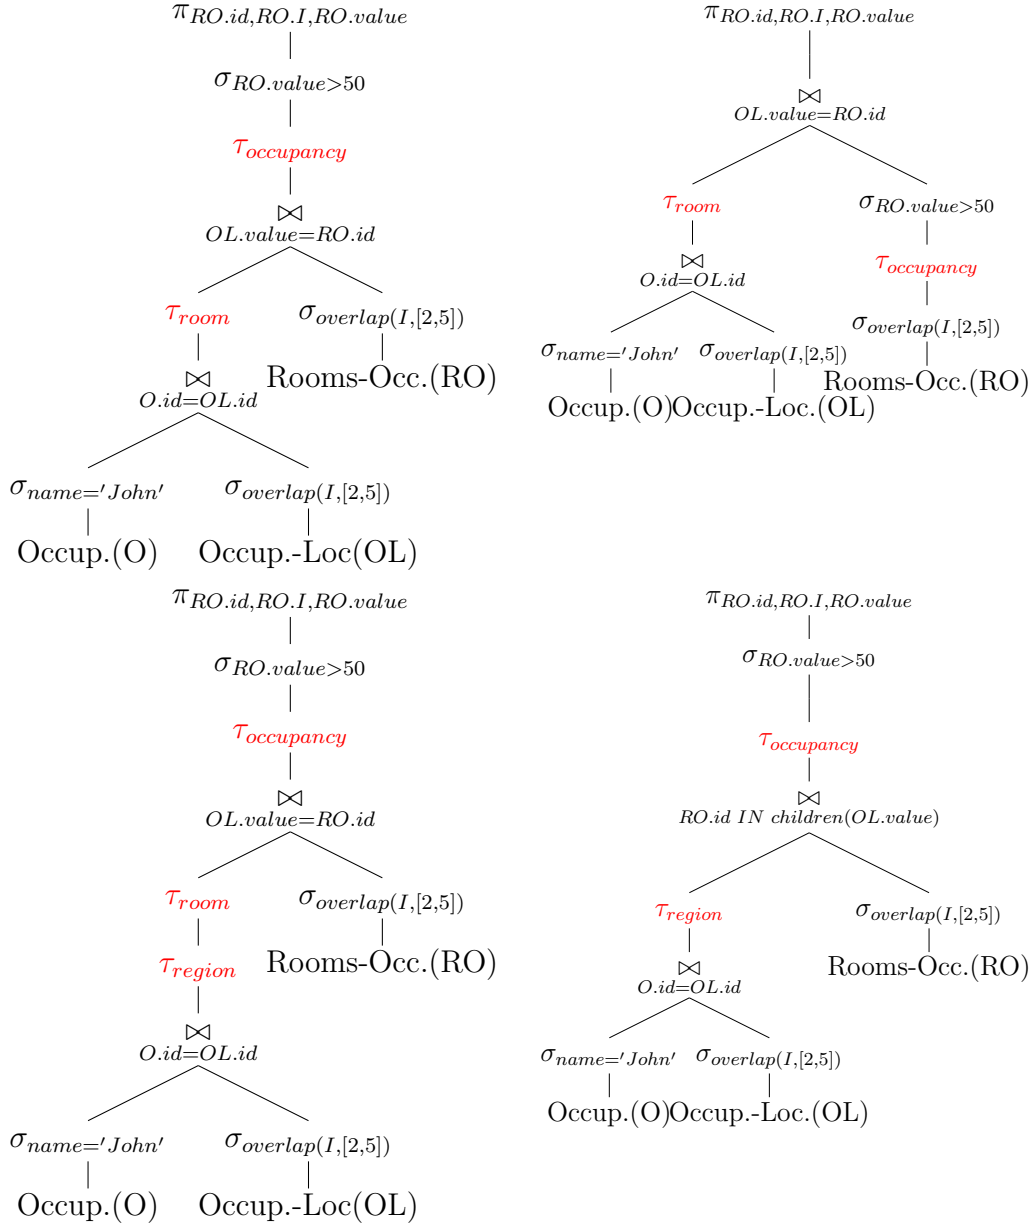 π_{RO.id,RO.I,RO.value}
σ_{RO.value>50}
τ_{occupancy}
⋈
OL.value=RO.id
τ_{room}
σ_{overlap(I,[2,5])}
Rooms-Occ.(RO)
⋈
O.id=OL.id
σ_{name='John'}
σ_{overlap(I,[2,5])}
Occup.(O)
Occup.-Loc(OL)
π_{RO.id,RO.I,RO.value}
⋈
OL.value=RO.id
τ_{room}
σ_{RO.value>50}
⋈
O.id=OL.id
τ_{occupancy}
σ_{overlap(I,[2,5])}
σ_{name='John'}
σ_{overlap(I,[2,5])}
Rooms-Occ.(RO)
Occup.(O)
Occup.-Loc.(OL)
π_{RO.id,RO.I,RO.value}
σ_{RO.value>50}
τ_{occupancy}
⋈
OL.value=RO.id
τ_{room}
σ_{overlap(I,[2,5])}
τ_{region}
Rooms-Occ.(RO)
⋈
O.id=OL.id
σ_{name='John'}
σ_{overlap(I,[2,5])}
Occup.(O)
Occup.-Loc(OL)
π_{RO.id,RO.I,RO.value}
σ_{RO.value>50}
τ_{occupancy}
⋈
RO.id IN children(OL.value)
τ_{region}
σ_{overlap(I,[2,5])}
Rooms-Occ.(RO)
⋈
O.id=OL.id
σ_{name='John'}
σ_{overlap(I,[2,5])}
Occup.(O)
Occup.-Loc.(OL)